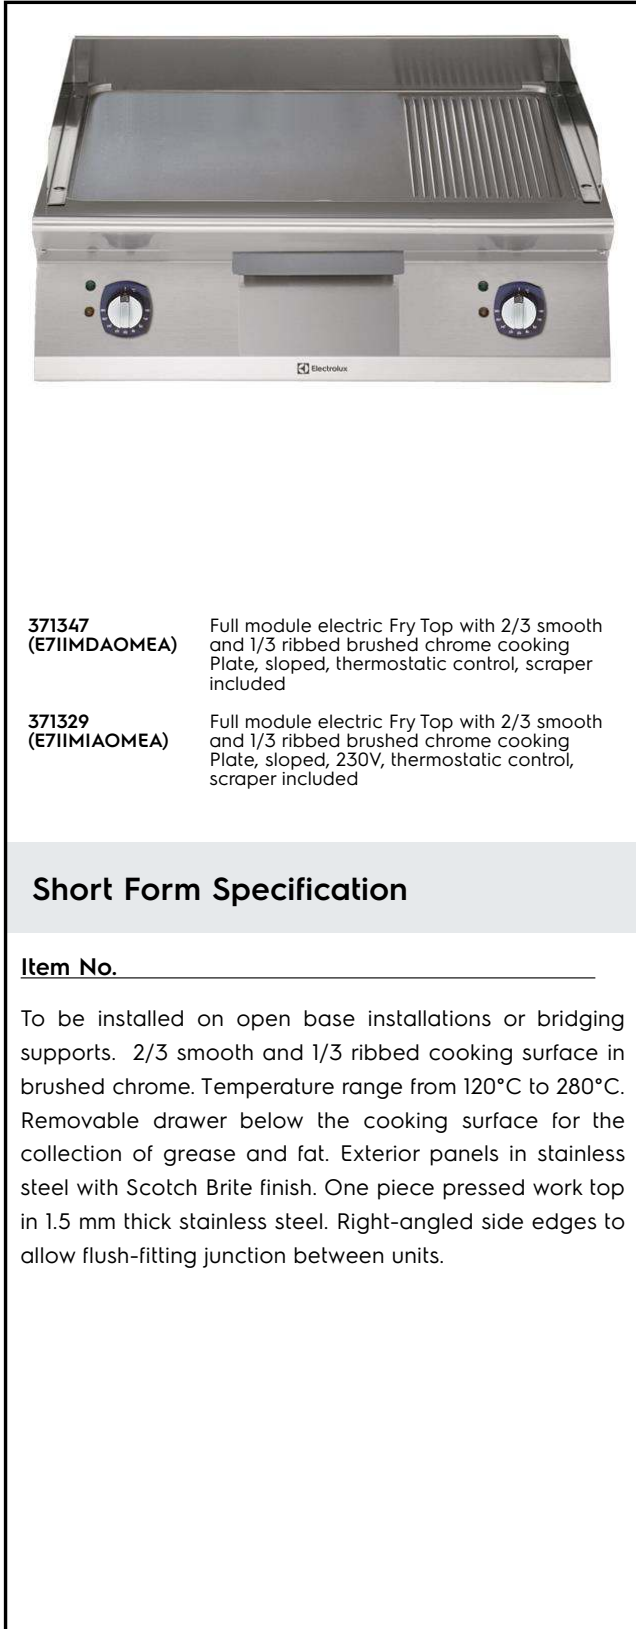 Electrolux
371347
(E7IIMDAOMEA)
Full module electric Fry Top with 2/3 smooth
and 1/3 ribbed brushed chrome cooking
Plate, sloped, thermostatic control, scraper
included
371329
(E7IIMIAOMEA)
Full module electric Fry Top with 2/3 smooth
and 1/3 ribbed brushed chrome cooking
Plate, sloped, 230V, thermostatic control,
scraper included
Short Form Specification
Item No.
To be installed on open base installations or bridging
supports. 2/3 smooth and 1/3 ribbed cooking surface in
brushed chrome. Temperature range from 120°C to 280°C.
Removable drawer below the cooking surface for the
collection of grease and fat. Exterior panels in stainless
steel with Scotch Brite finish. One piece pressed work top
in 1.5 mm thick stainless steel. Right-angled side edges to
allow flush-fitting junction between units.